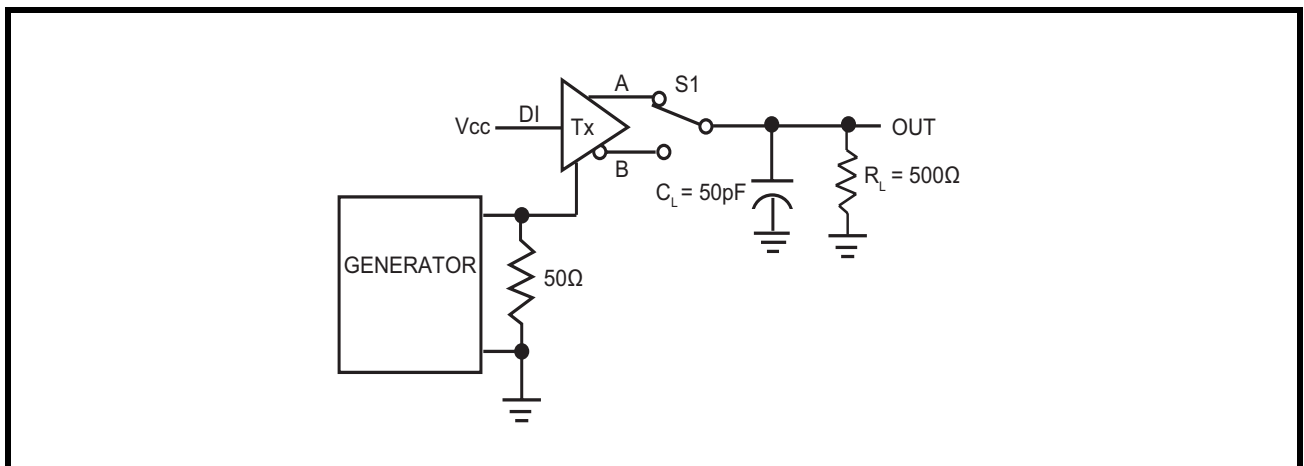 A
S1
DI
Vcc
Tx
OUT
B
C_L = 50pF
R_L = 500Ω
GENERATOR
50Ω